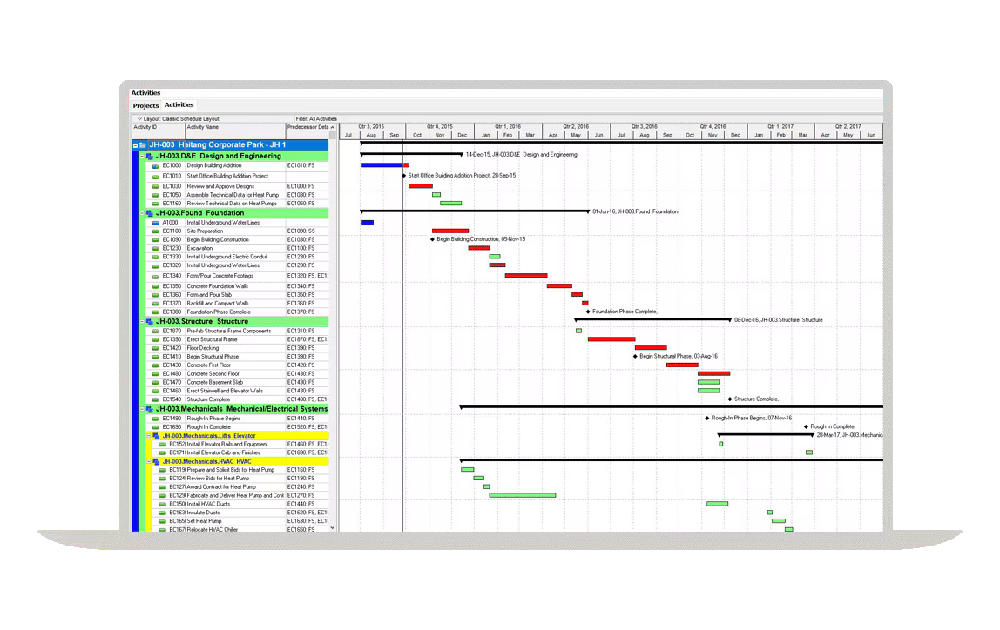 Activities
Projects Activities
Layout: Classic Schedule Layout Filter: All Activities
Activity ID Activity Name Predecessor Deta Qtr 3, 2015 Qtr 4, 2015 Qtr 1, 2016 Qtr 2, 2016 Qtr 3, 2016 Qtr 4, 2016 Qtr 1, 2017 Qtr 2, 2017
Jul Aug Sep Oct Nov Dec Jan Feb Mar Apr May Jun Jul Aug Sep Oct Nov Dec Jan Feb Mar Apr May Jun
JH-003 Haitang Corporate Park - JH 1
JH-003.D&E Design and Engineering 14-Dec-15, JH-003.D&E Design and Engineering
EC1000 Design Building Addition EC1010: FS
EC1010 Start Office Building Addition Project Start Office Building Addition Project, 28-Sep-15
EC1030 Review and Approve Designs EC1000: FS
EC1050 Assemble Technical Data for Heat Pump EC1030: FS
EC1160 Review Technical Data on Heat Pumps EC1050: FS
JH-003.Found Foundation 01-Jun-16, JH-003.Found Foundation
A1000 Install Underground Water Lines
EC1100 Site Preparation EC1090: SS
EC1090 Begin Building Construction EC1030: FS Begin Building Construction, 05-Nov-15
EC1230 Excavation EC1100: FS
EC1330 Install Underground Electric Conduit EC1230: FS
EC1320 Install Underground Water Lines EC1230: FS
EC1340 Form/Pour Concrete Footings EC1320: FS, EC1
EC1350 Concrete Foundation Walls EC1340: FS
EC1360 Form and Pour Slab EC1350: FS
EC1370 Backfill and Compact Walls EC1360: FS
EC1380 Foundation Phase Complete EC1370: FS Foundation Phase Complete,
JH-003.Structure Structure 08-Dec-16, JH-003.Structure Structure
EC1870 Pre-fab Structural Frame Components EC1310: FS
EC1390 Erect Structural Frame EC1870: FS, EC1
EC1420 Floor Decking EC1390: FS
EC1410 Begin Structural Phase EC1390: FS Begin Structural Phase, 03-Aug-16
EC1430 Concrete First Floor EC1420: FS
EC1480 Concrete Second Floor EC1430: FS
EC1470 Concrete Basement Slab EC1430: FS
EC1460 Erect Stairwell and Elevator Walls EC1430: FS
EC1540 Structure Complete EC1480: FS, EC1 Structure Complete,
JH-003.Mechanicals Mechanical/Electrical Systems
EC1490 Rough-In Phase Begins EC1440: FS Rough-In Phase Begins, 07-Nov-16
EC1690 Rough In Complete EC1520: FS, EC1 Rough In Complete,
JH-003.Mechanicals.Lifts Elevator 28-Mar-17, JH-003.Mechanic
EC152 Install Elevator Rails and Equipment EC1460: FS, EC1
EC171 Install Elevator Cab and Finishes EC1690: FS, EC1
JH-003.Mechanicals.HVAC HVAC
EC119 Prepare and Solicit Bids for Heat Pump EC1160: FS
EC124 Review Bids for Heat Pump EC1190: FS
EC127 Award Contract for Heat Pump EC1240: FS
EC129 Fabricate and Deliver Heat Pump and Cont EC1270: FS
EC150 Install HVAC Ducts EC1440: FS
EC163 Insulate Ducts EC1620: FS, EC1
EC165 Set Heat Pump EC1630: FS, EC1
EC167 Relocate HVAC Chiller EC1650: FS